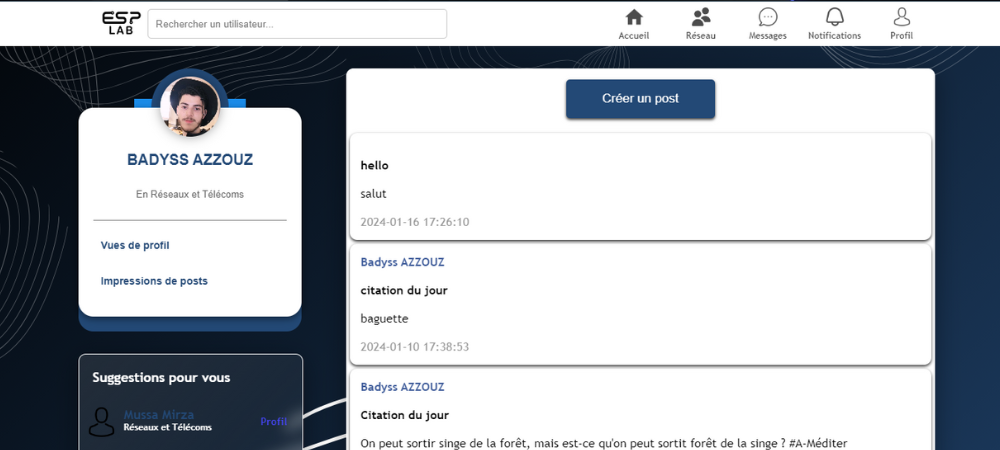 ESP
LAB
Rechercher un utilisateur...
Accueil
Réseau
Messages
Notifications
Profil
BADYSS AZZOUZ
En Réseaux et Télécoms
Vues de profil
Impressions de posts
Suggestions pour vous
Mussa Mirza
Réseaux et Télécoms
Profil
Créer un post
hello
salut
2024-01-16 17:26:10
Badyss AZZOUZ
citation du jour
baguette
2024-01-10 17:38:53
Badyss AZZOUZ
Citation du jour
On peut sortir singe de la forêt, mais est-ce qu'on peut sortit forêt de la singe ? #A-Méditer